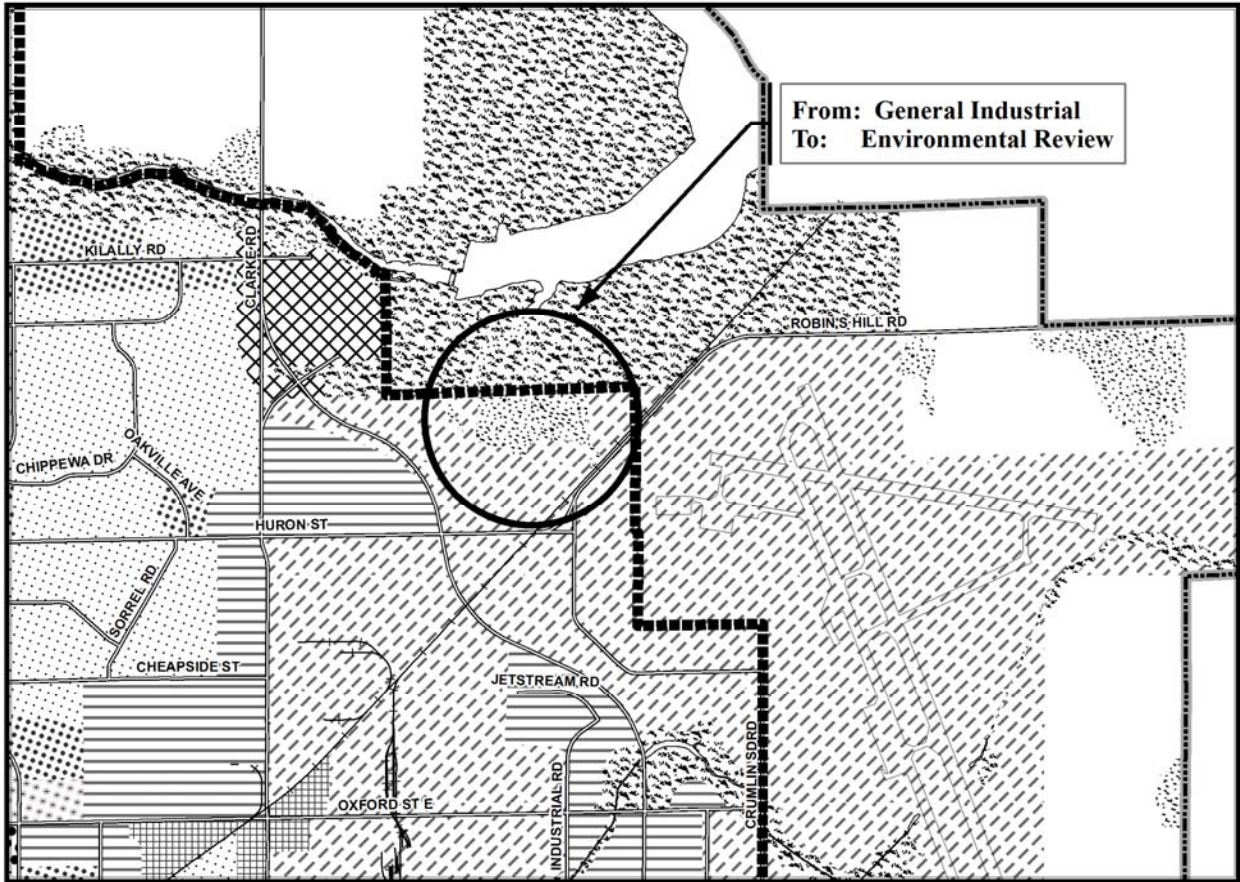 From: General Industrial
To: Environmental Review
KILALLY RD
CLARKE RD
ROBIN'S HILL RD
OAKVILLE AVE
CHIPPEWA DR
HURON ST
SORREL RD
CHEAPSIDE ST
JETSTREAM RD
INDUSTRIAL RD
CRUMLIN SDRD
OXFORD ST E